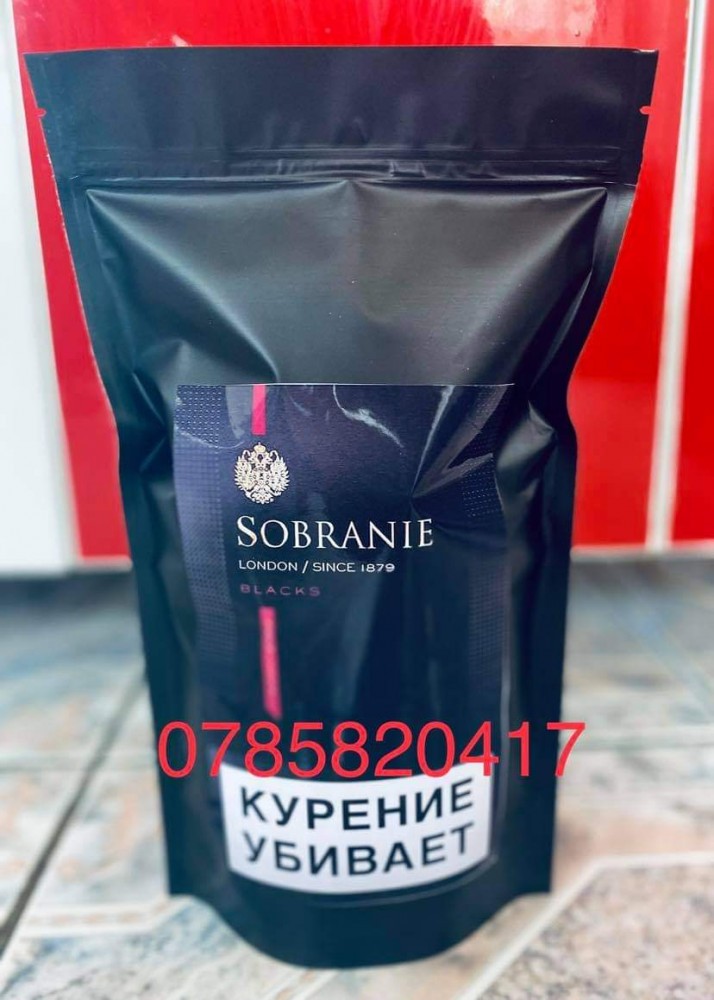 SOBRANIE
LONDON / SINCE 1879
BLACKS
0785820417
КУРЕНИЕ
УБИВАЕТ